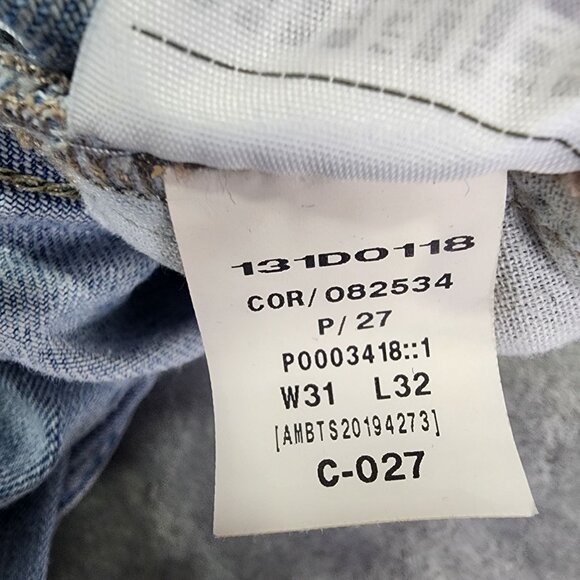 131D0118
COR/082534
P/27
P0003418::1
W31 L32
[AMBTS20194273]
C-027